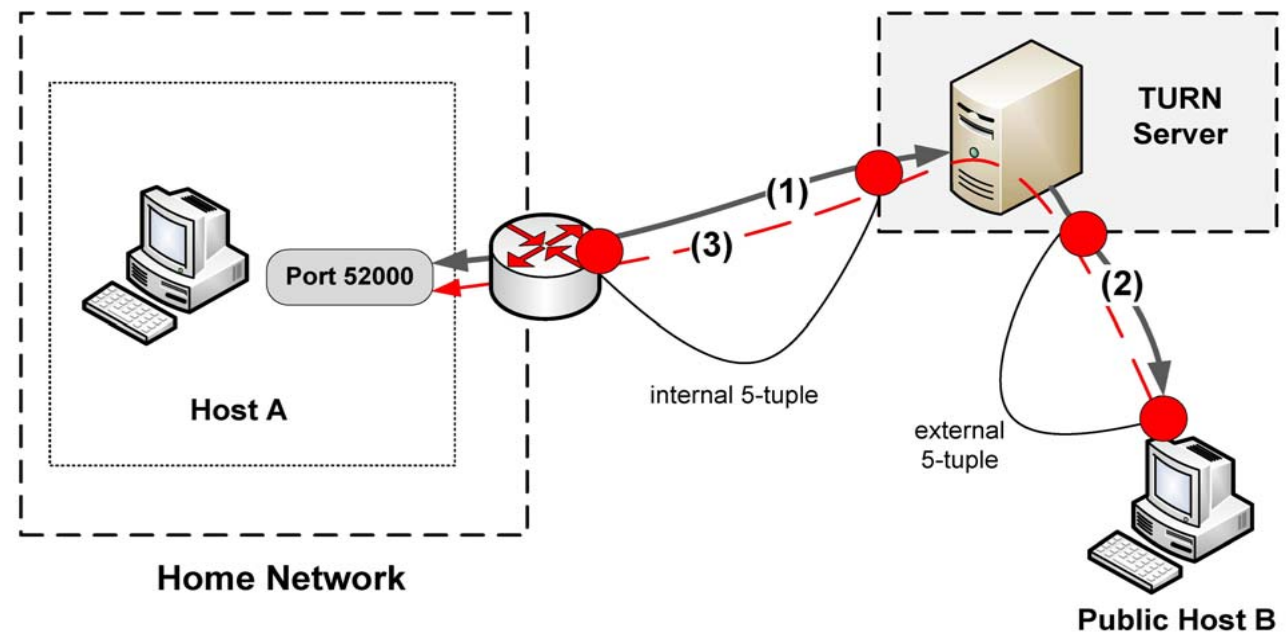 TURN
Server
(1)
(3)
Port 52000
(2)
internal 5-tuple
Host A
external
5-tuple
Home Network
Public Host B